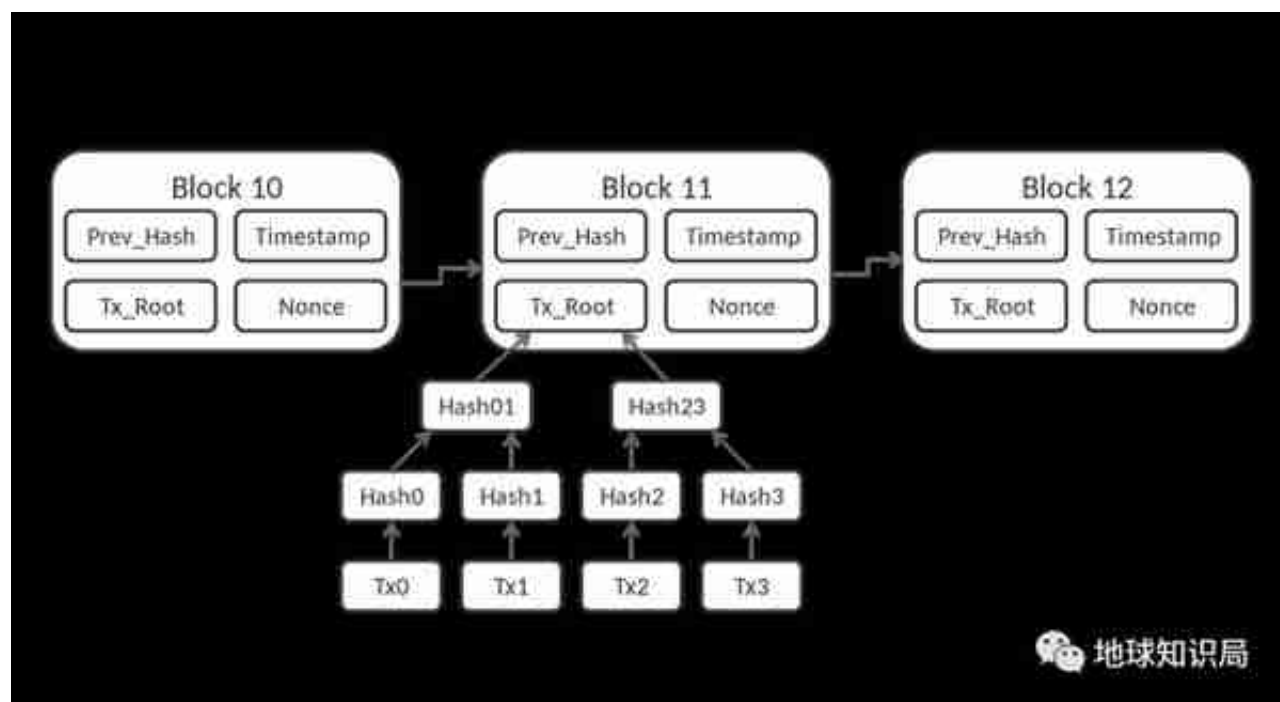 Block 10
Block 11
Block 12
Prev_Hash
Timestamp
Prev_Hash
Timestamp
Prev_Hash
Timestamp
Tx_Root
Nonce
Tx_Root
Nonce
Tx_Root
Nonce
Hash01
Hash23
Hash0
Hash1
Hash2
Hash3
Tx0
Tx1
Tx2
Tx3
地球知识局